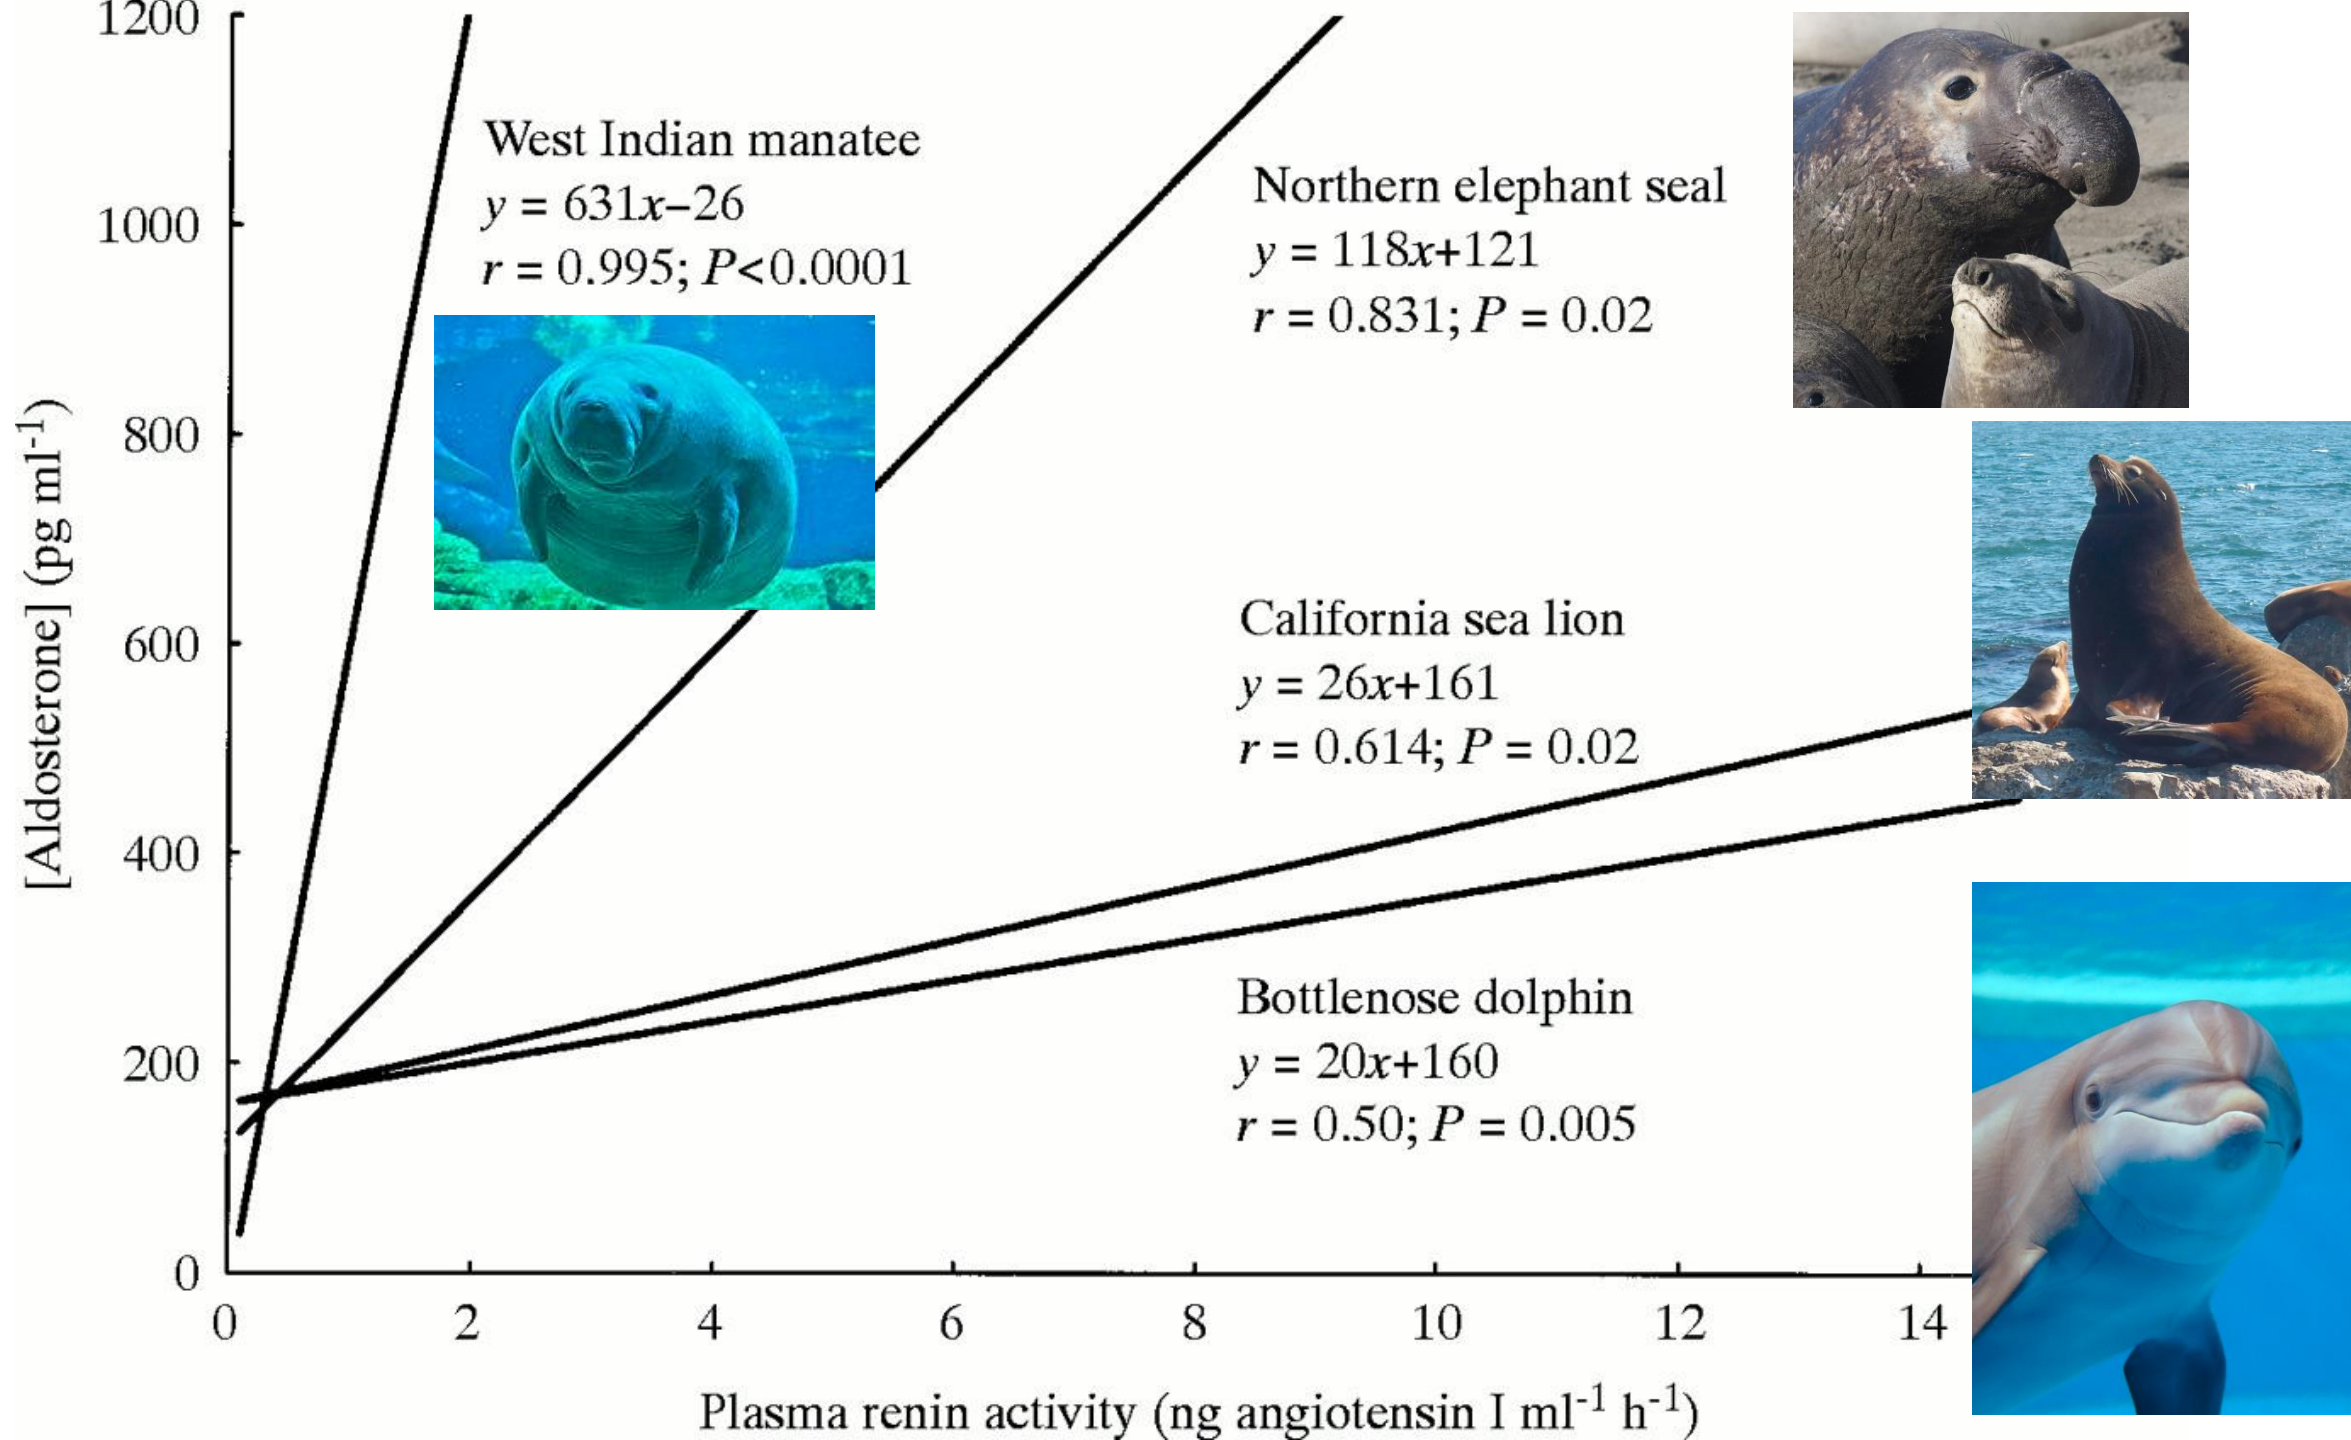 1200
1000
800
600
400
200
0
[Aldosterone] (pg ml⁻¹)
West Indian manatee
y = 631x–26
r = 0.995; P<0.0001
Northern elephant seal
y = 118x+121
r = 0.831; P = 0.02
California sea lion
y = 26x+161
r = 0.614; P = 0.02
Bottlenose dolphin
y = 20x+160
r = 0.50; P = 0.005
0 2 4 6 8 10 12 14
Plasma renin activity (ng angiotensin I ml⁻¹ h⁻¹)